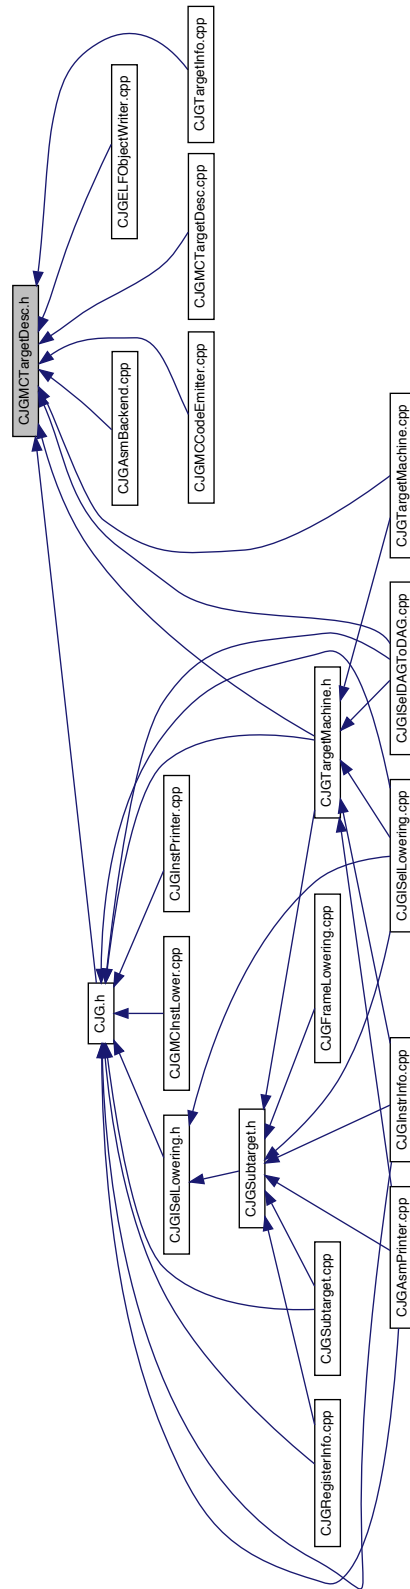 CJGMCTargetDesc.h
CJG.h
CJGAsmBackend.cpp
CJGELFObjectWriter.cpp
CJGISelLowering.h
CJGMCInstLower.cpp
CJGInstPrinter.cpp
CJGMCCodeEmitter.cpp
CJGMCTargetDesc.cpp
CJGTargetInfo.cpp
CJGSubtarget.h
CJGRegisterInfo.cpp
CJGSubtarget.cpp
CJGFrameLowering.cpp
CJGTargetMachine.h
CJGAsmPrinter.cpp
CJGInstrInfo.cpp
CJGISelLowering.cpp
CJGISelDAGToDAG.cpp
CJGTargetMachine.cpp